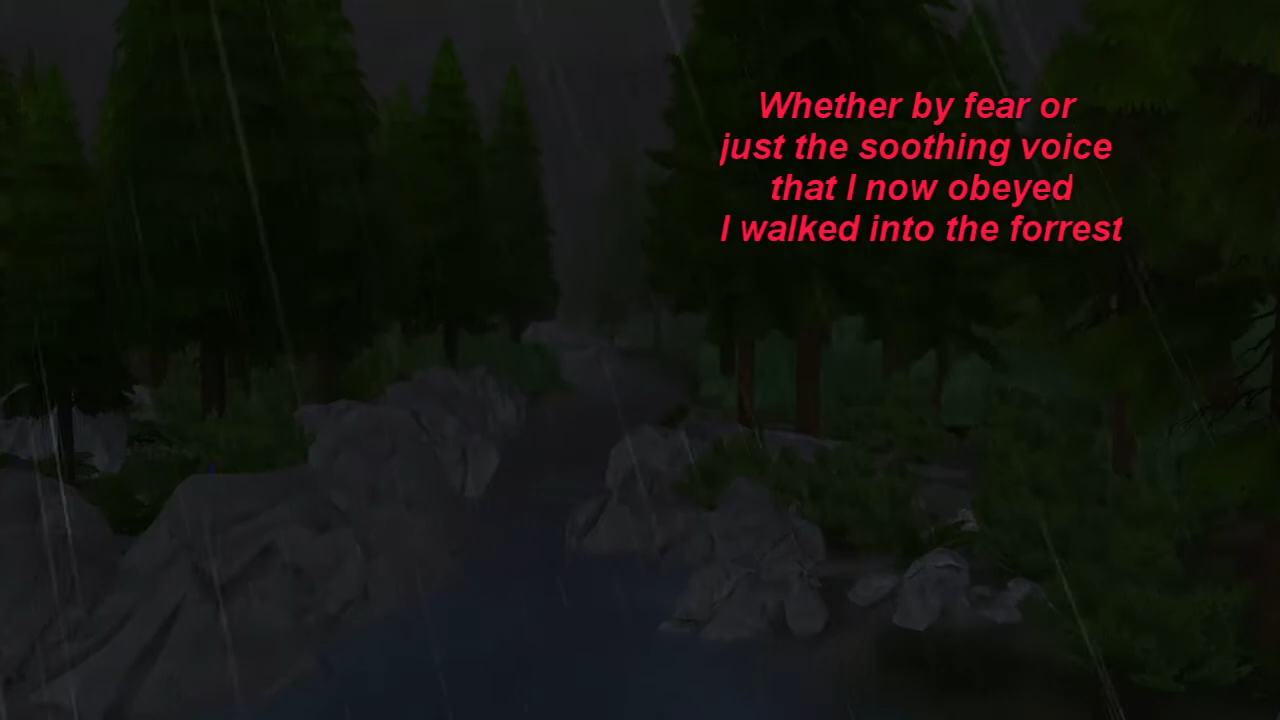 Whether by fear or
just the soothing voice
that I now obeyed
I walked into the forrest